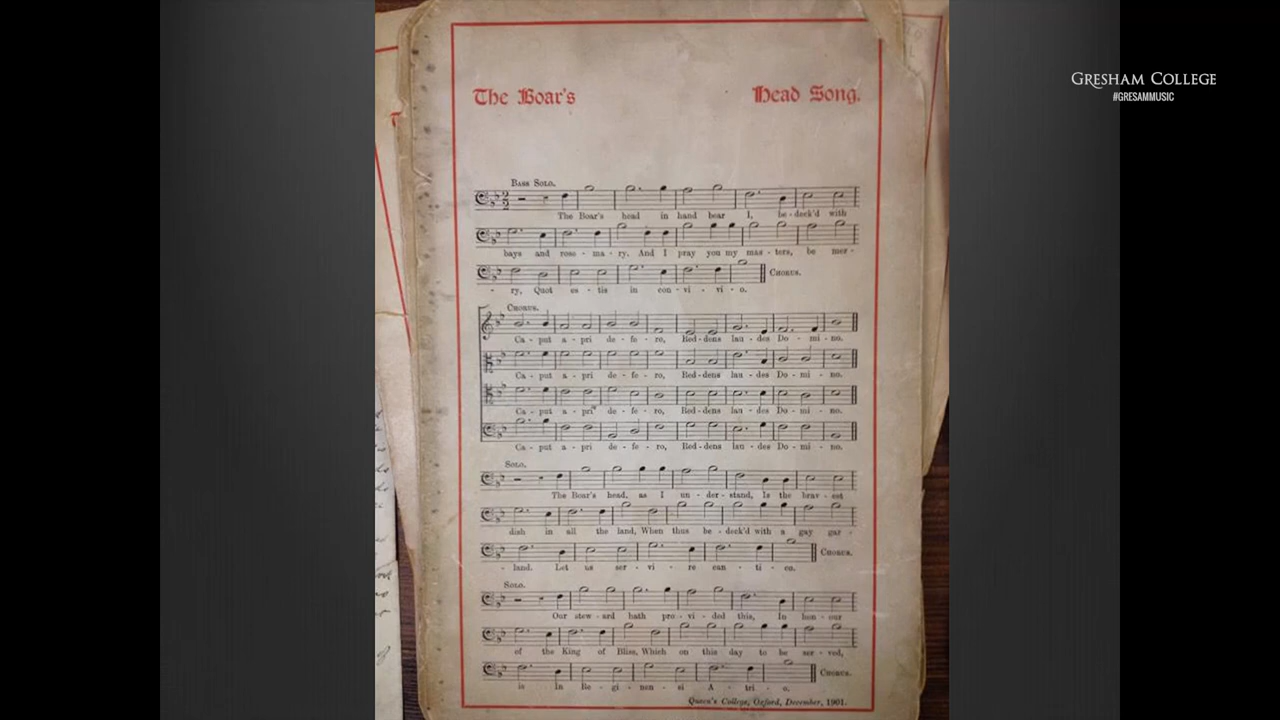 GRESHAM COLLEGE
#GRESAMMUSIC
The Boar's Head Song.
BASS SOLO.
The Boar's head in hand bear I, be-deck'd with
bays and rose - ma - ry, And I pray you my mas - ters, be mer -
CHORUS.
- ry, Quot es - tis in con - vi - vi - o.
CHORUS.
Ca - put a - pri de - fe - ro, Red - dens lau - des Do - mi - no.
Ca - put a - pri de - fe - ro, Red - dens lau - des Do - mi - no.
Ca - put a - pri de - fe - ro, Red - dens lau - des Do - mi - no.
Ca - put a - pri de - fe - ro, Red - dens lau - des Do - mi - no.
SOLO.
The Boar's head, as I un - der - stand, Is the brav - est
dish in all the land, When thus be - deck'd with a gay gar -
CHORUS.
- land. Let us ser - vi - re can - ti - co.
SOLO.
Our stew - ard hath pro - vi - ded this, In hon - our
of the King of Bliss, Which on this day to be ser - ved,
CHORUS.
is In Re - gi - nen - si A - tri - o.
Queen's College, Oxford, December, 1901.